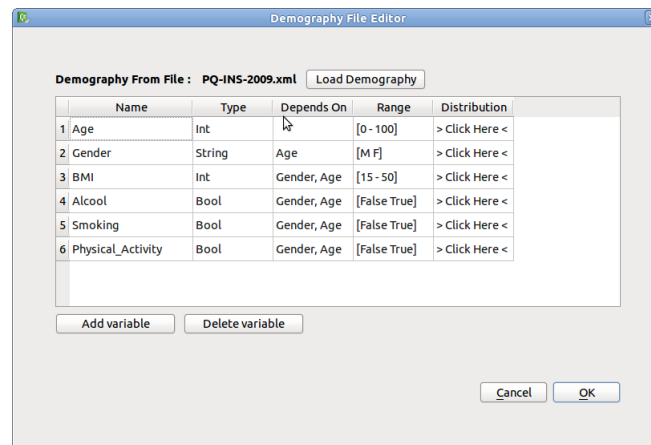 Demography File Editor
Demography From File : PQ-INS-2009.xml Load Demography
Name Type Depends On Range Distribution
1 Age Int [0 - 100] > Click Here <
2 Gender String Age [M F] > Click Here <
3 BMI Int Gender, Age [15 - 50] > Click Here <
4 Alcool Bool Gender, Age [False True] > Click Here <
5 Smoking Bool Gender, Age [False True] > Click Here <
6 Physical_Activity Bool Gender, Age [False True] > Click Here <
Add variable Delete variable
Cancel OK